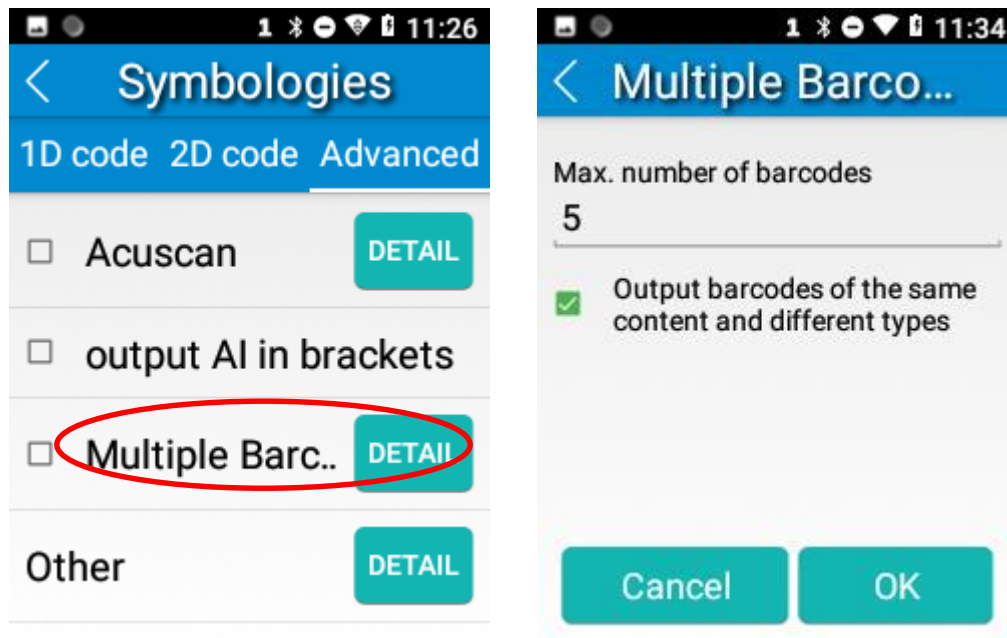 1 11:26
Symbologies
1D code 2D code Advanced
Acuscan DETAIL
output AI in brackets
Multiple Barc.. DETAIL
Other DETAIL
1 11:34
Multiple Barco...
Max. number of barcodes
5
Output barcodes of the same
content and different types
Cancel OK